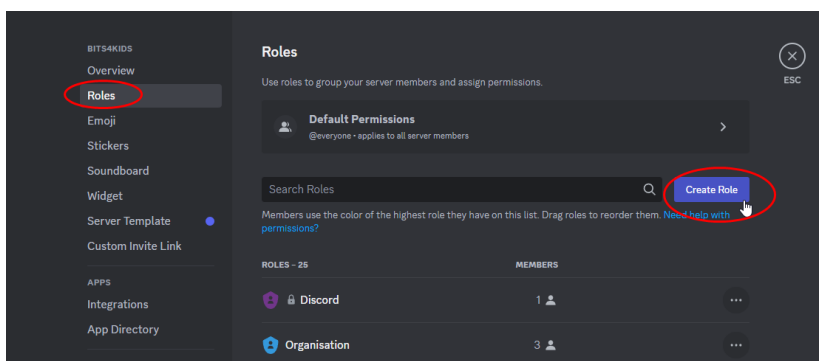 BITS4KIDS
Overview
Roles
Emoji
Stickers
Soundboard
Widget
Server Template
Custom Invite Link
APPS
Integrations
App Directory
Roles
Use roles to group your server members and assign permissions.
Default Permissions
@everyone • applies to all server members
Search Roles
Create Role
Members use the color of the highest role they have on this list. Drag roles to reorder them. Need help with
permissions?
ROLES – 25 MEMBERS
Discord 1
Organisation 3
ESC